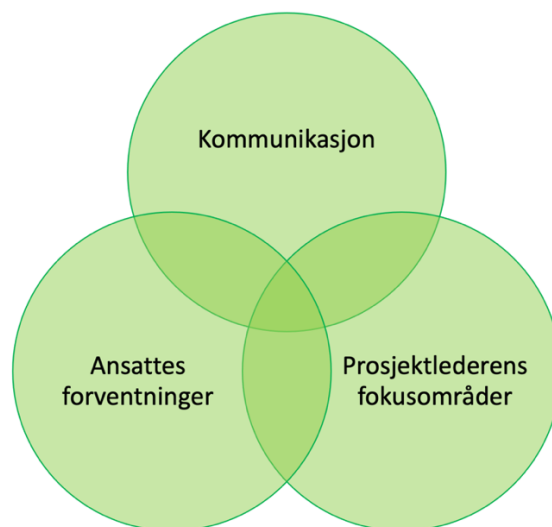 Kommunikasjon
Ansattes
forventninger
Prosjektlederens
fokusområder